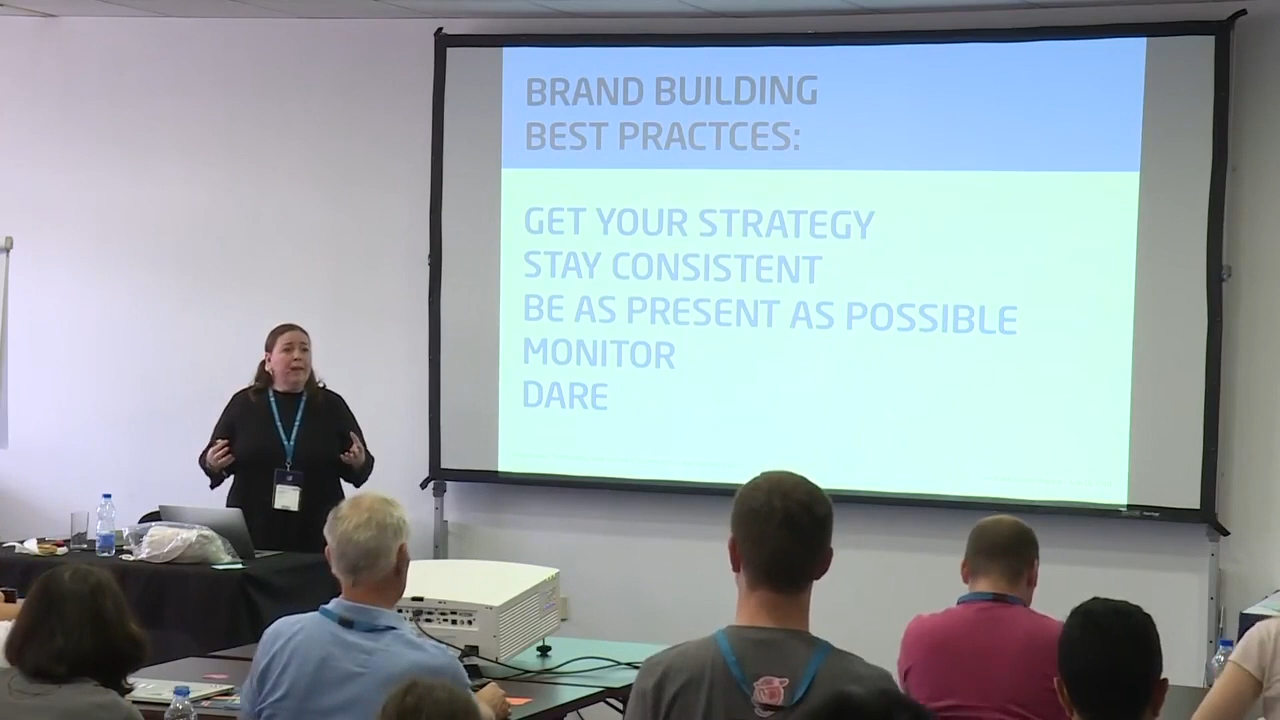 BRAND BUILDING
BEST PRACTCES:
GET YOUR STRATEGY
STAY CONSISTENT
BE AS PRESENT AS POSSIBLE
MONITOR
DARE